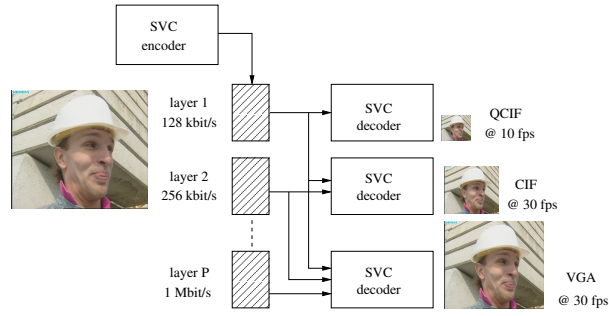 SVC
encoder
layer 1
128 kbit/s
SVC
decoder
QCIF
@ 10 fps
layer 2
256 kbit/s
SVC
decoder
CIF
@ 30 fps
layer P
1 Mbit/s
SVC
decoder
VGA
@ 30 fps